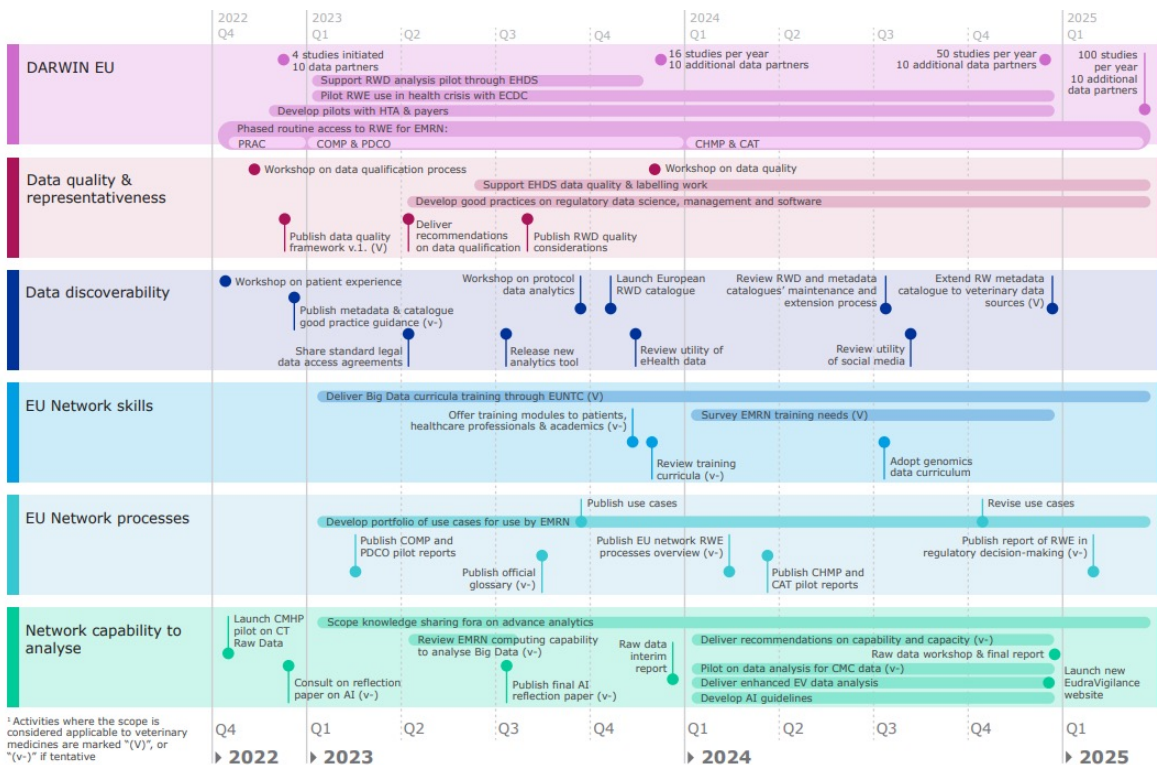 2022
2023
2024
2025
Q4
Q1
Q2
Q3
Q4
Q1
Q2
Q3
Q4
Q1
DARWIN EU
4 studies initiated
10 data partners
16 studies per year
10 additional data partners
50 studies per year
10 additional data partners
100 studies
per year
10 additional
data partners
Support RWD analysis pilot through EHDS
Pilot RWE use in health crisis with ECDC
Develop pilots with HTA & payers
Phased routine access to RWE for EMRN:
PRAC
COMP & PDCO
CHMP & CAT
Data quality &
representativeness
Workshop on data qualification process
Workshop on data quality
Support EHDS data quality & labelling work
Develop good practices on regulatory data science, management and software
Publish data quality
framework v.1. (V)
Deliver
recommendations
on data qualification
Publish RWD quality
considerations
Data discoverability
Workshop on patient experience
Publish metadata & catalogue
good practice guidance (v-)
Share standard legal
data access agreements
Workshop on protocol
data analytics
Release new
analytics tool
Launch European
RWD catalogue
Review utility of
eHealth data
Review RWD and metadata
catalogues' maintenance and
extension process
Review utility
of social media
Extend RW metadata
catalogue to veterinary data
sources (V)
EU Network skills
Deliver Big Data curricula training through EUNTC (V)
Offer training modules to patients,
healthcare professionals & academics (v-)
Survey EMRN training needs (V)
Review training
curricula (v-)
Adopt genomics
data curriculum
EU Network processes
Publish use cases
Revise use cases
Develop portfolio of use cases for use by EMRN
Publish COMP and
PDCO pilot reports
Publish official
glossary (v-)
Publish EU network RWE
processes overview (v-)
Publish CHMP and
CAT pilot reports
Publish report of RWE in
regulatory decision-making (v-)
Network capability to
analyse
Launch CMHP
pilot on CT
Raw Data
Scope knowledge sharing fora on advance analytics
Review EMRN computing capability
to analyse Big Data (v-)
Consult on reflection
paper on AI (v-)
Publish final AI
reflection paper (v-)
Raw data
interim
report
Deliver recommendations on capability and capacity (v-)
Raw data workshop & final report
Pilot on data analysis for CMC data (v-)
Deliver enhanced EV data analysis
Develop AI guidelines
Launch new
EudraVigilance
website
1 Activities where the scope is
considered applicable to veterinary
medicines are marked "(V)", or
"(v-)" if tentative
Q4
Q1
Q2
Q3
Q4
Q1
Q2
Q3
Q4
Q1
2022
2023
2024
2025